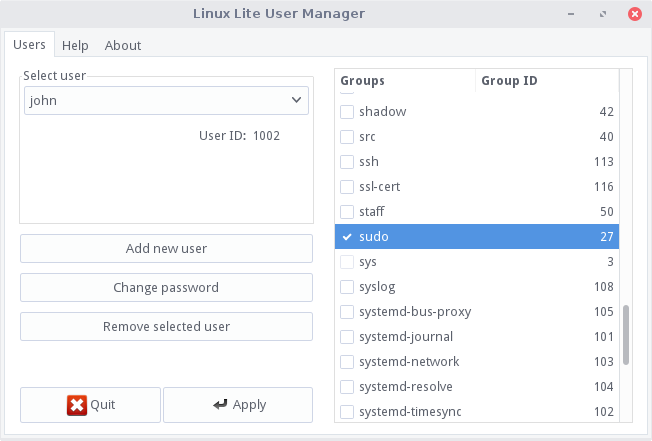 Linux Lite User Manager
Users Help About
Select user
john
User ID: 1002
Add new user
Change password
Remove selected user
Quit Apply
Groups Group ID
shadow 42
src 40
ssh 113
ssl-cert 116
staff 50
sudo 27
sys 3
syslog 108
systemd-bus-proxy 105
systemd-journal 101
systemd-network 103
systemd-resolve 104
systemd-timesync 102